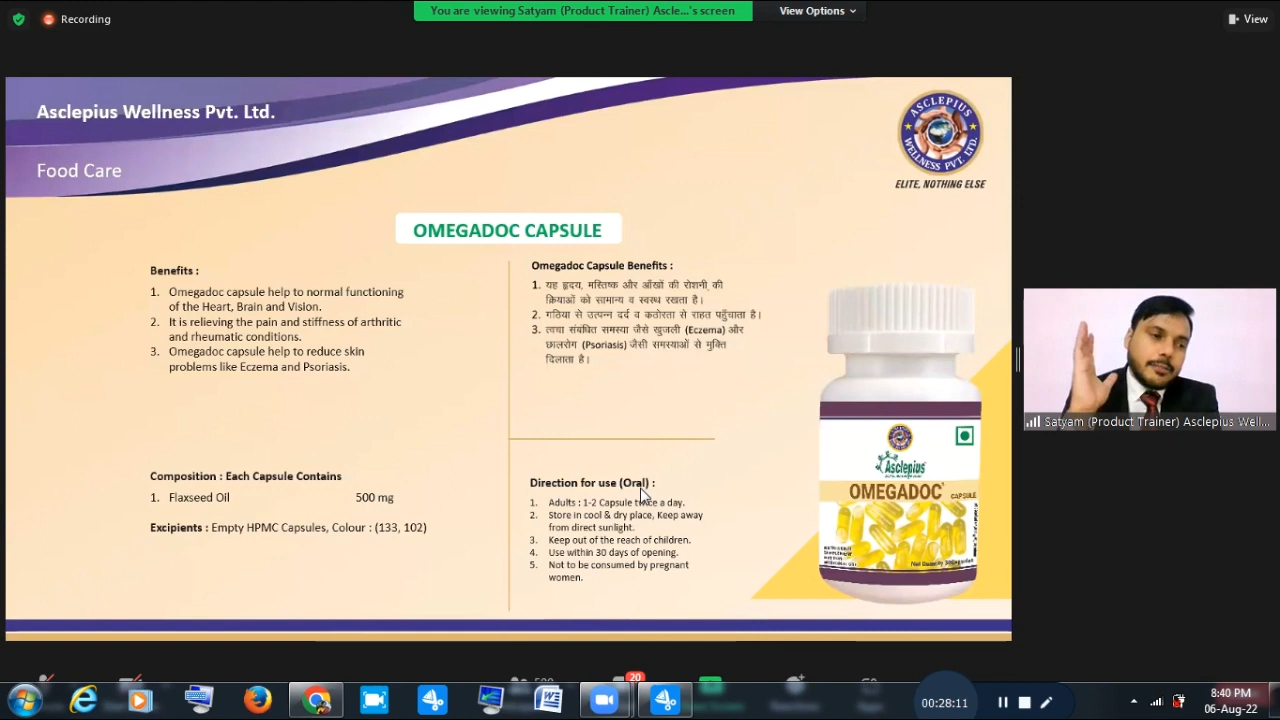 Recording
You are viewing Satyam (Product Trainer) Ascle...'s screen
View Options
View
Asclepius Wellness Pvt. Ltd.
Food Care
ASCLEPIUS
WELLNESS PVT. LTD.
ELITE, NOTHING ELSE
OMEGADOC CAPSULE
Benefits :
1. Omegadoc capsule help to normal functioning
of the Heart, Brain and Vision.
2. It is relieving the pain and stiffness of arthritic
and rheumatic conditions.
3. Omegadoc capsule help to reduce skin
problems like Eczema and Psoriasis.
Omegadoc Capsule Benefits :
1. यह हृदय, मस्तिष्क और आँखों की रोशनी की
क्रियाओं को सामान्य व स्वस्थ रखता है।
2. गठिया से उत्पन्न दर्द व कठोरता से राहत पहुँचाता है।
3. त्वचा संबंधित समस्या जैसे खुजली (Eczema) और
छालरोग (Psoriasis) जैसी समस्याओं से मुक्ति
दिलाता है।
Composition : Each Capsule Contains
1. Flaxseed Oil 500 mg
Excipients : Empty HPMC Capsules, Colour : (133, 102)
Direction for use (Oral) :
1. Adults : 1-2 Capsule twice a day.
2. Store in cool & dry place, Keep away
from direct sunlight.
3. Keep out of the reach of children.
4. Use within 30 days of opening.
5. Not to be consumed by pregnant
women.
Asclepius
OMEGADOC CAPSULE
Satyam (Product Trainer) Asclepius Well...
20
00:28:11
8:40 PM
06-Aug-22